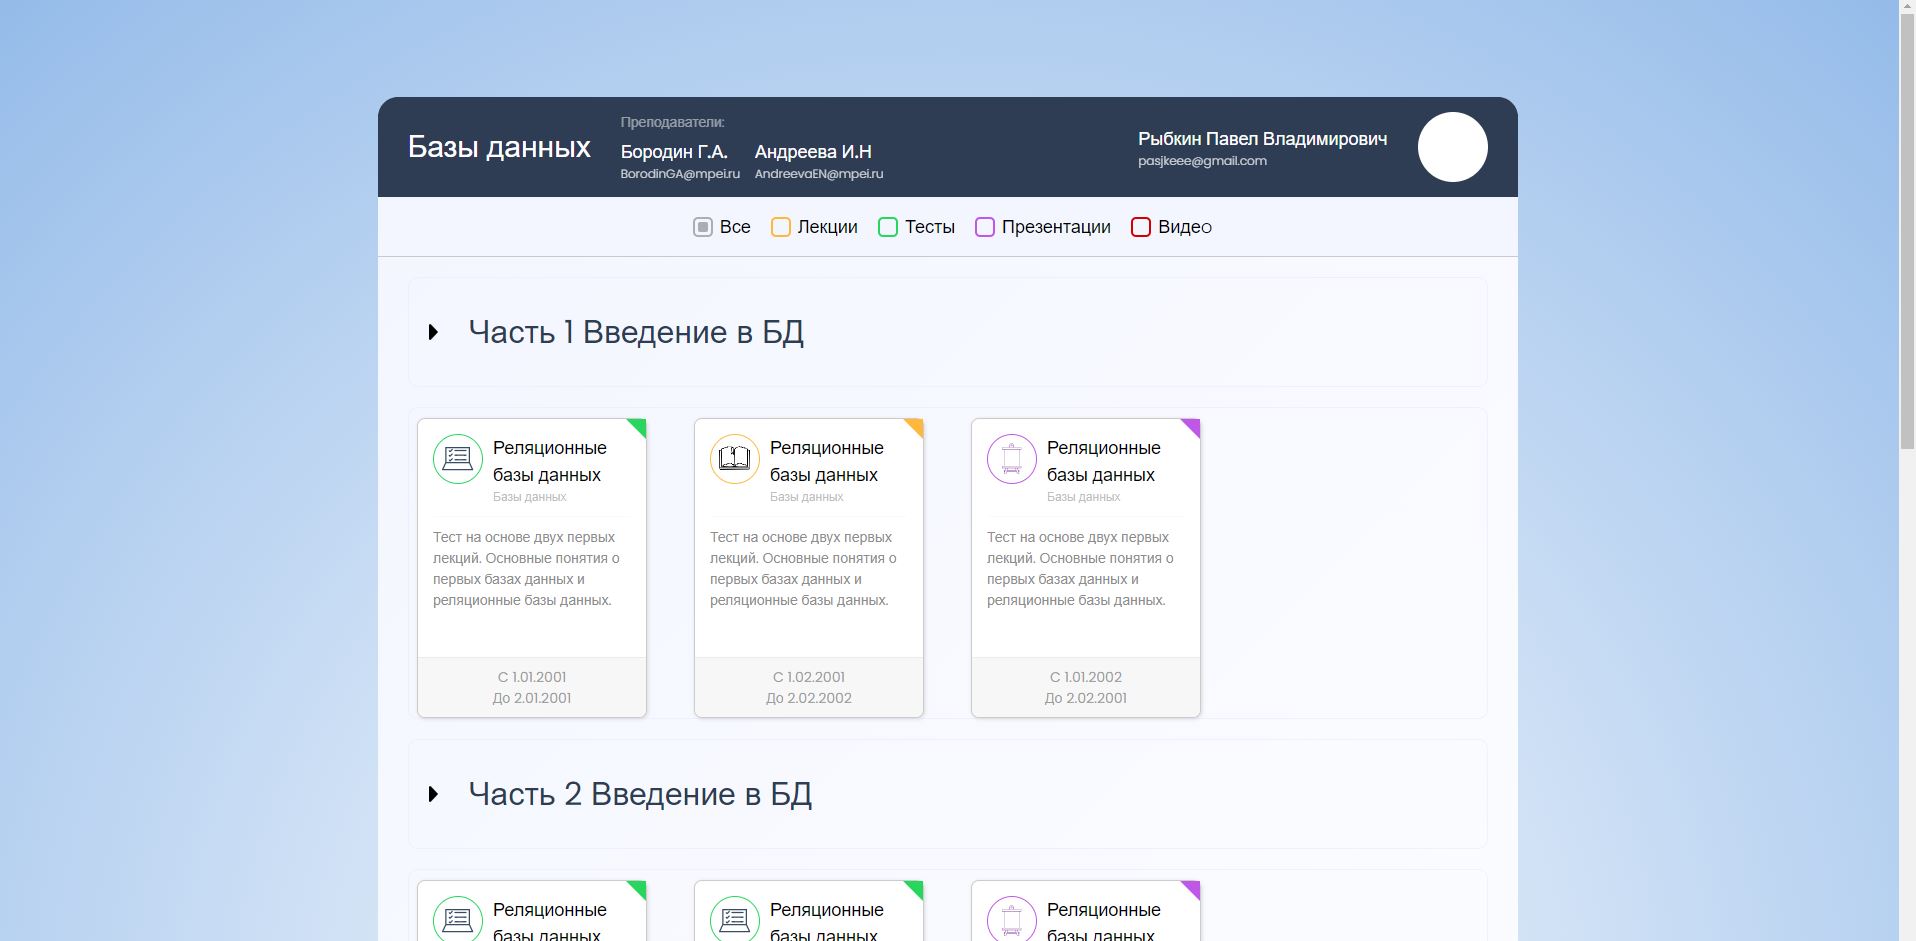 Базы данных
Преподаватели:
Бородин Г.А.
BorodinGA@mpei.ru
Андреева И.Н
AndreevaEN@mpei.ru
Рыбкин Павел Владимирович
pasjkeee@gmail.com
Все
Лекции
Тесты
Презентации
Видео
Часть 1 Введение в БД
Реляционные
базы данных
Базы данных
Тест на основе двух первых
лекций. Основные понятия о
первых базах данных и
реляционные базы данных.
С 1.01.2001
До 2.01.2001
Реляционные
базы данных
Базы данных
Тест на основе двух первых
лекций. Основные понятия о
первых базах данных и
реляционные базы данных.
С 1.02.2001
До 2.02.2002
Реляционные
базы данных
Базы данных
Тест на основе двух первых
лекций. Основные понятия о
первых базах данных и
реляционные базы данных.
С 1.01.2002
До 2.02.2001
Часть 2 Введение в БД
Реляционные
базы данных
Реляционные
базы данных
Реляционные
базы данных